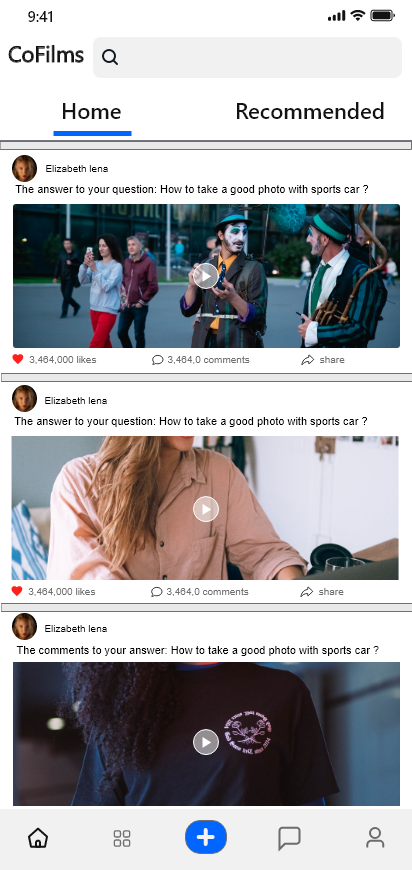 9:41
CoFilms
Home
Recommended
Elizabeth lena
The answer to your question: How to take a good photo with sports car ?
3,464,000 likes
3,464,0 comments
share
Elizabeth lena
The answer to your question: How to take a good photo with sports car ?
3,464,000 likes
3,464,0 comments
share
Elizabeth lena
The comments to your answer: How to take a good photo with sports car ?